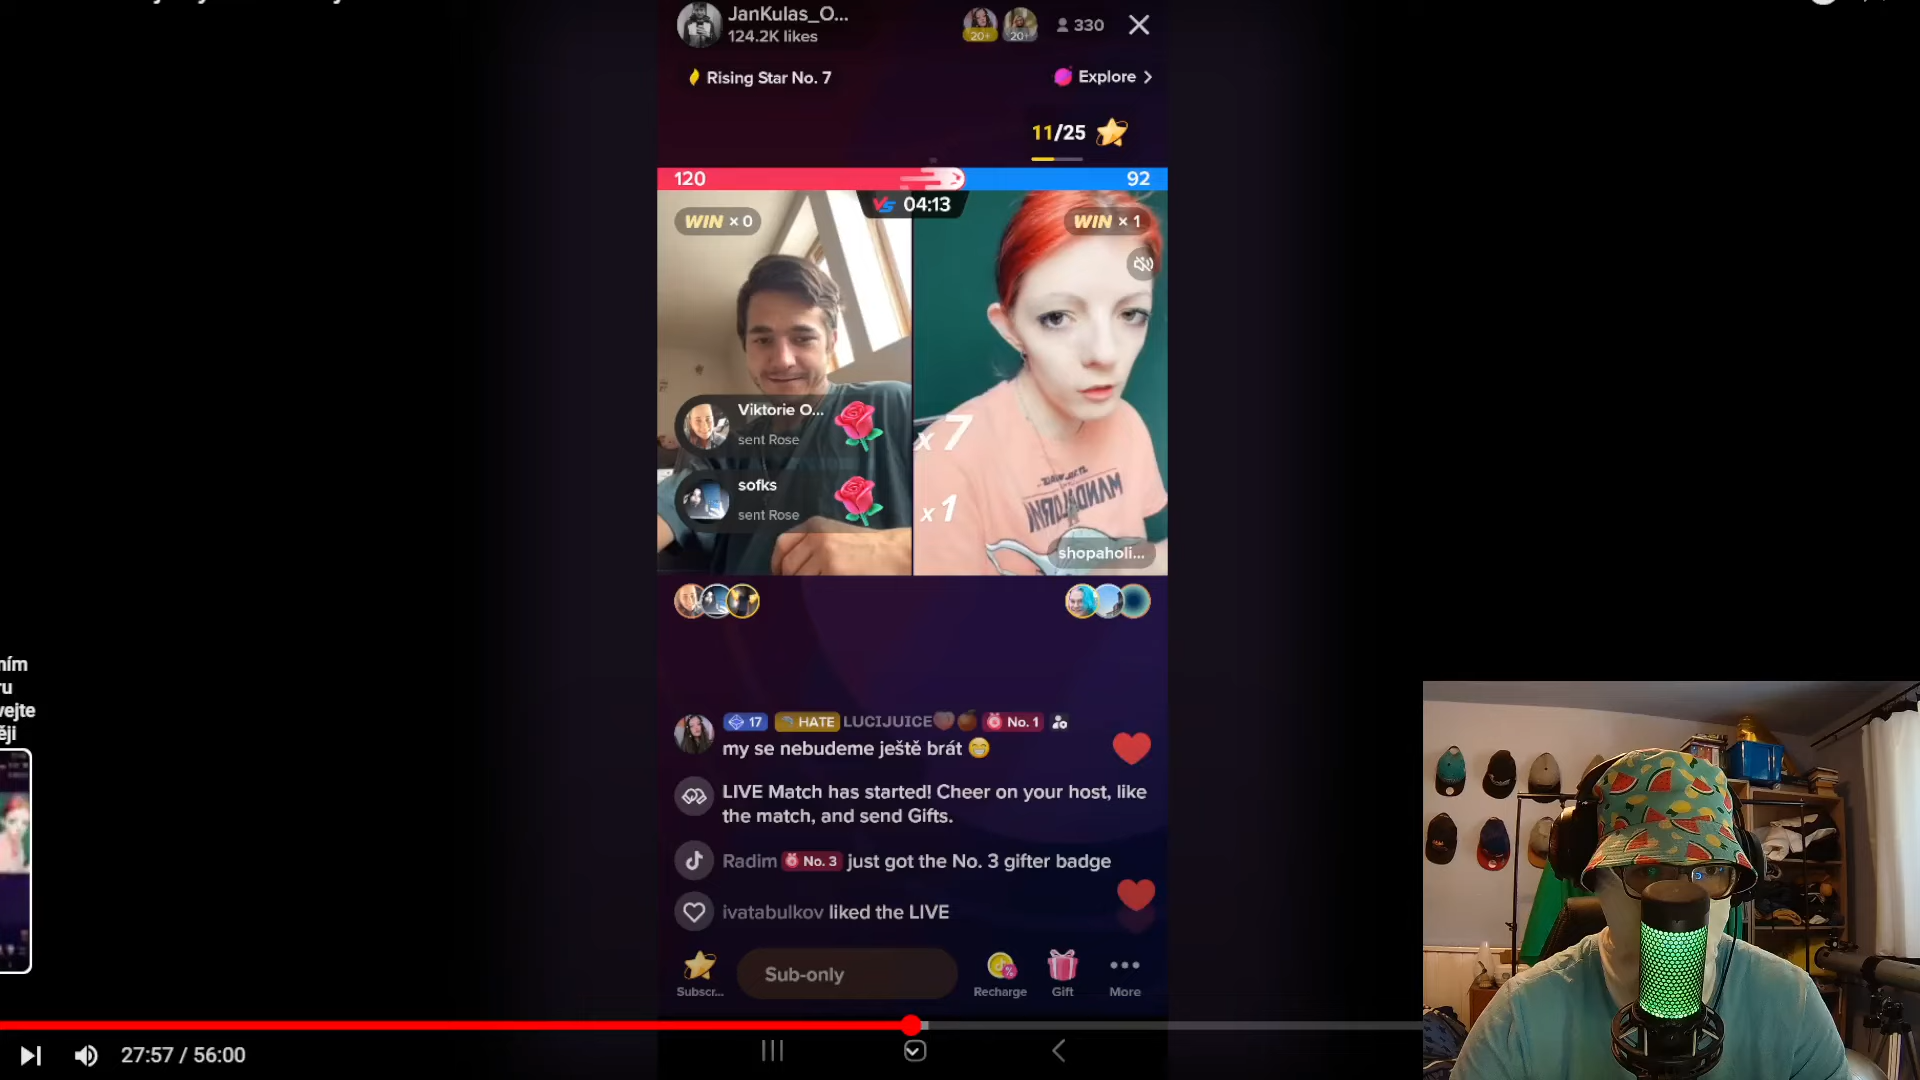 JanKulas_O...
124.2K likes
20+
20+
330
Rising Star No. 7
Explore
11/25
120
92
VS 04:13
WIN × 0
WIN × 1
Viktorie O...
sent Rose
x 7
sofks
sent Rose
x 1
shopaholi...
17 HATE LUCIJUICE No. 1
my se nebudeme ještě brát
LIVE Match has started! Cheer on your host, like
the match, and send Gifts.
Radim No. 3 just got the No. 3 gifter badge
ivatabulkov liked the LIVE
Subscr...
Sub-only
Recharge
Gift
More
ním
ru
vejte
ěji
27:57 / 56:00